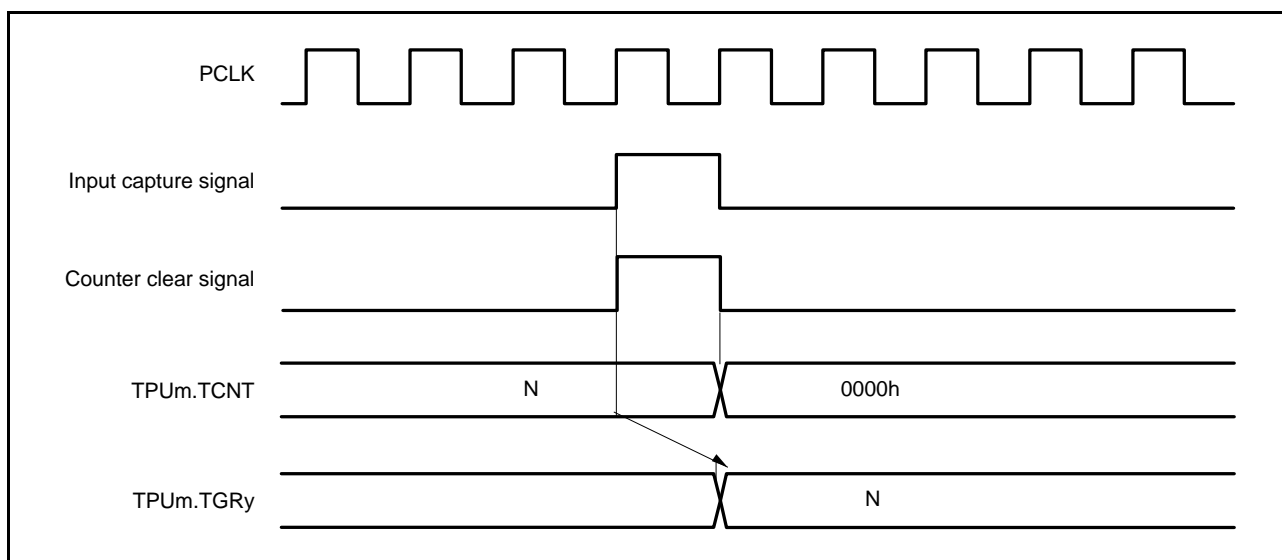 PCLK
Input capture signal
Counter clear signal
TPUm.TCNT N 0000h
TPUm.TGRy N